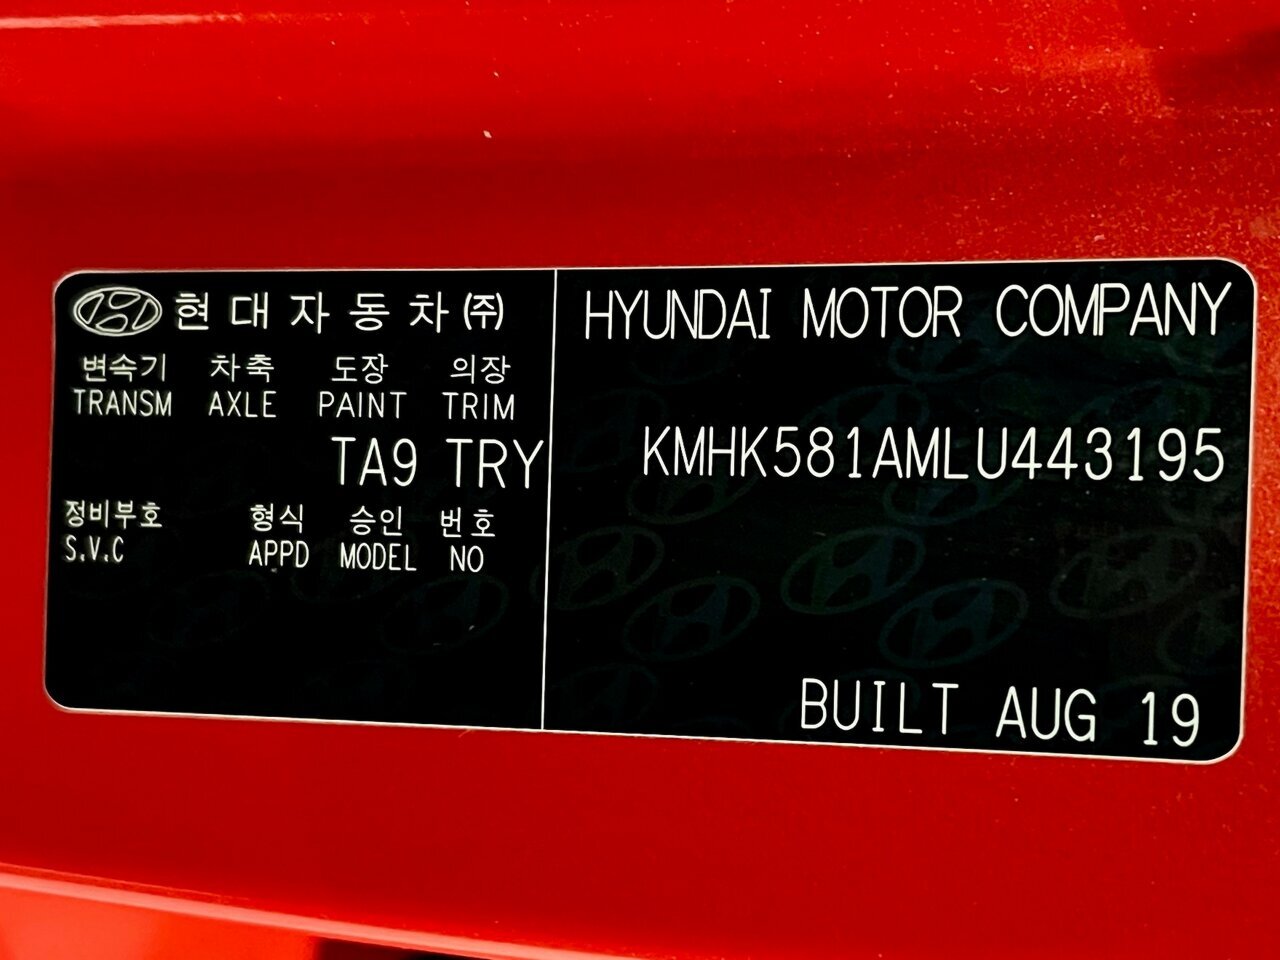 현대자동차㈜
변속기 차축 도장 의장
TRANSM AXLE PAINT TRIM
TA9 TRY
정비부호 형식 승인 번호
S.V.C APPD MODEL NO
HYUNDAI MOTOR COMPANY
KMHK581AMLU443195
BUILT AUG 19